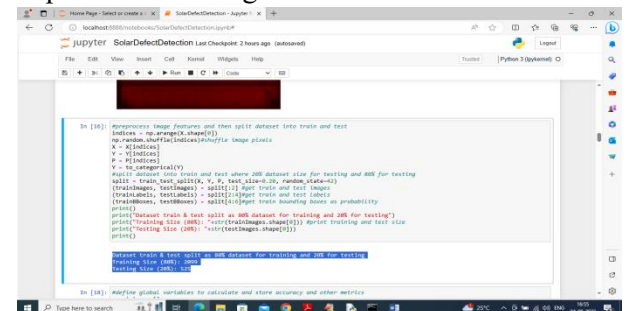 Home Page - Select or create a n
SolarDefectDetection - Jupyter N
localhost:8888/notebooks/SolarDefectDetection.ipynb#
jupyter SolarDefectDetection Last Checkpoint: 2 hours ago (autosaved)
Logout
File Edit View Insert Cell Kernel Widgets Help
Trusted Python 3 (ipykernel)
Run Code
In [16]: #preprocess image features and then split dataset into train and test
indices = np.arange(X.shape[0])
np.random.shuffle(indices)#shuffle image pixels
X = X[indices]
Y = Y[indices]
P = P[indices]
Y = to_categorical(Y)
#split dataset into train and test where 20% dataset size for testing and 80% for testing
split = train_test_split(X, Y, P, test_size=0.20, random_state=42)
(trainImages, testImages) = split[:2] #get train and test images
(trainLabels, testLabels) = split[2:4]#get train and test labels
(trainBBoxes, testBBoxes) = split[4:6]#get train bounding boxes as probability
print()
print("Dataset train & test split as 80% dataset for training and 20% for testing")
print("Training Size (80%): "+str(trainImages.shape[0])) #print training and test size
print("Testing Size (20%): "+str(testImages.shape[0]))
print()
Dataset train & test split as 80% dataset for training and 20% for testing
Training Size (80%): 2099
Testing Size (20%): 525
In [18]: #define global variables to calculate and store accuracy and other metrics
Type here to search
25°C
ENG
16:55